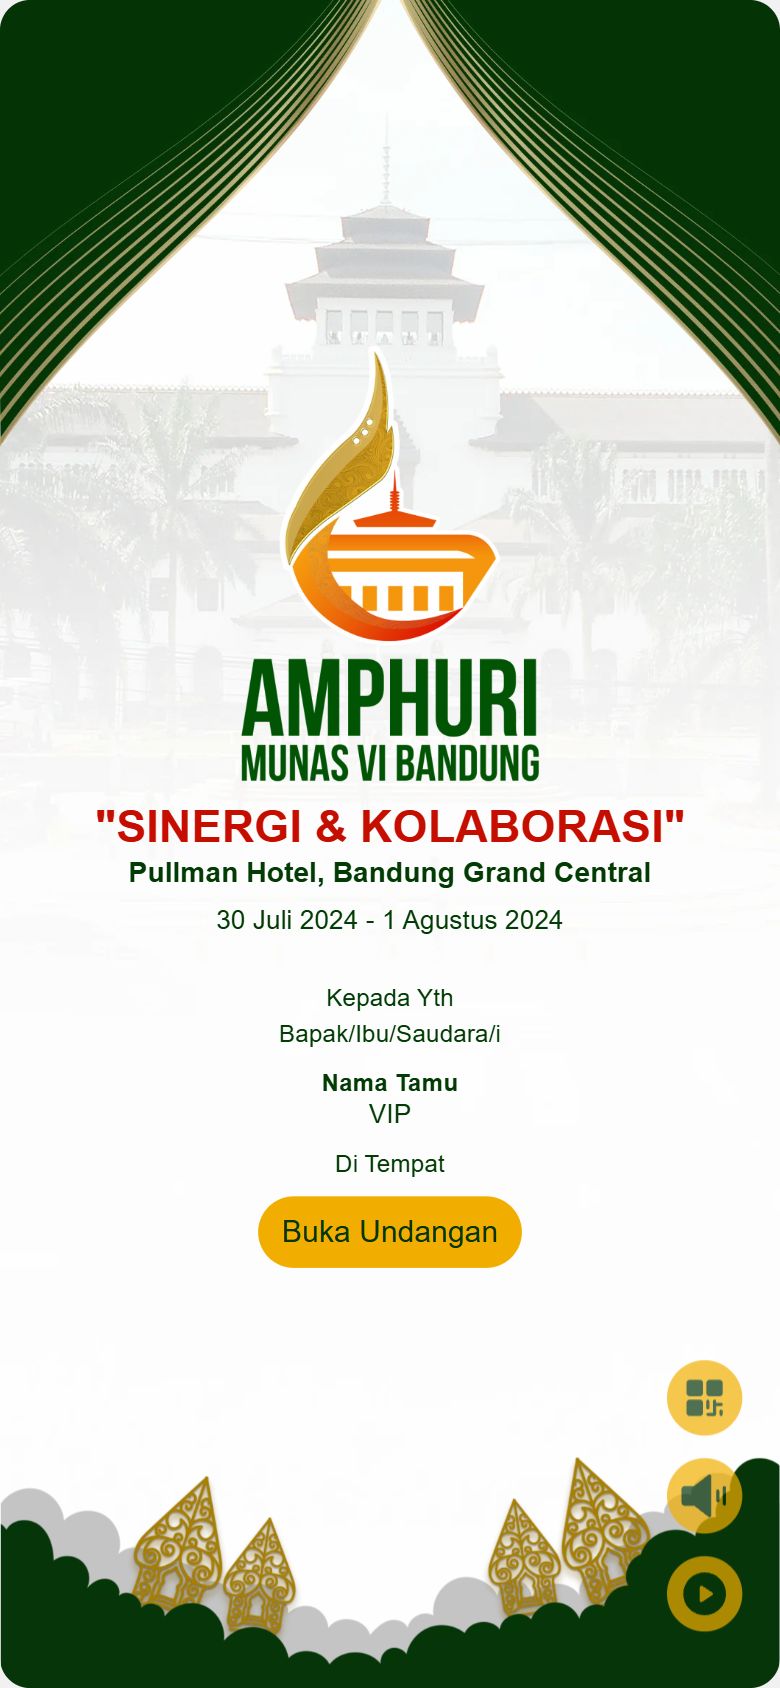 AMPHURI
MUNAS VI BANDUNG
"SINERGI & KOLABORASI"
Pullman Hotel, Bandung Grand Central
30 Juli 2024 - 1 Agustus 2024
Kepada Yth
Bapak/Ibu/Saudara/i
Nama Tamu
VIP
Di Tempat
Buka Undangan